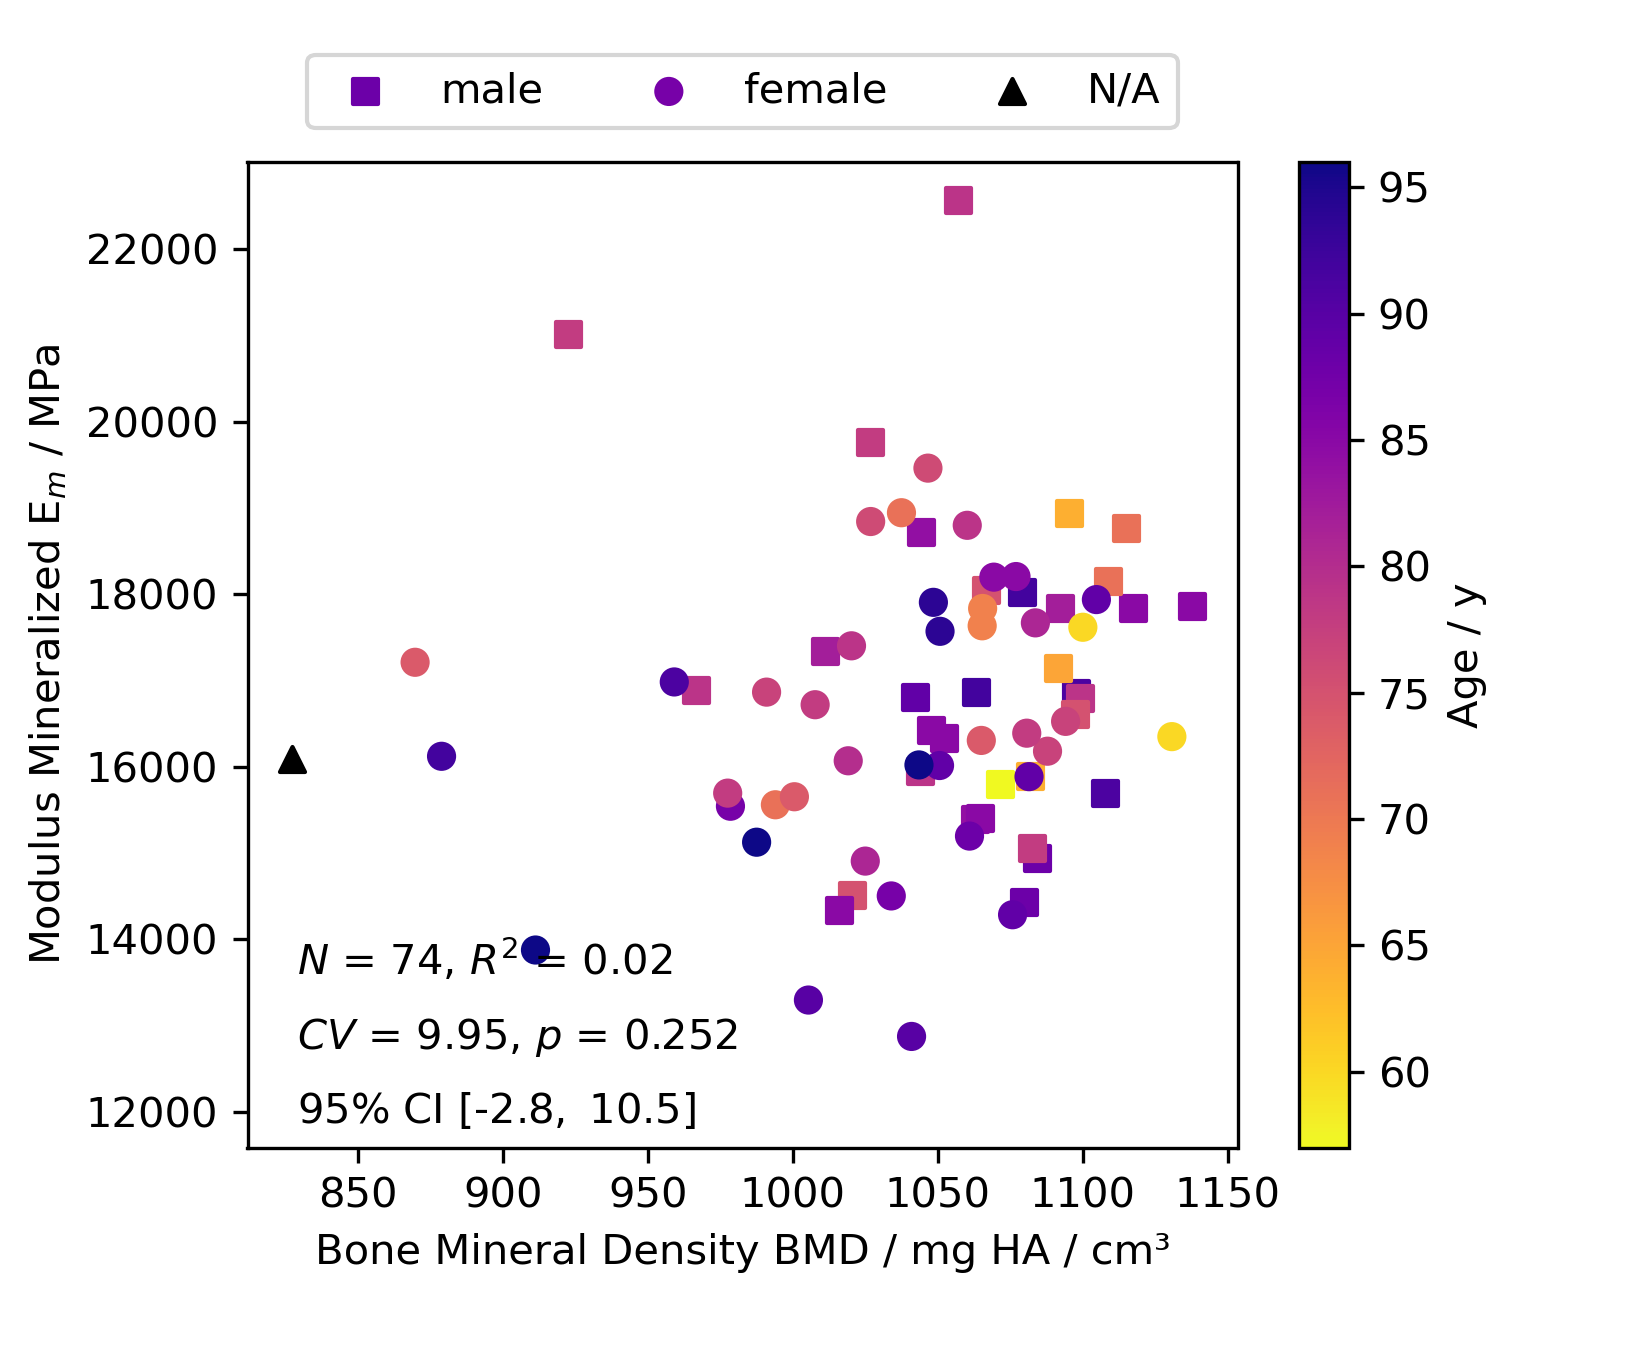 male female N/A
22000
20000
18000
16000
14000
12000
Modulus Mineralized Eₘ / MPa
N = 74, R² = 0.02
CV = 9.95, p = 0.252
95% CI [-2.8, 10.5]
850 900 950 1000 1050 1100 1150
Bone Mineral Density BMD / mg HA / cm³
95
90
85
80
75
70
65
60
Age / y